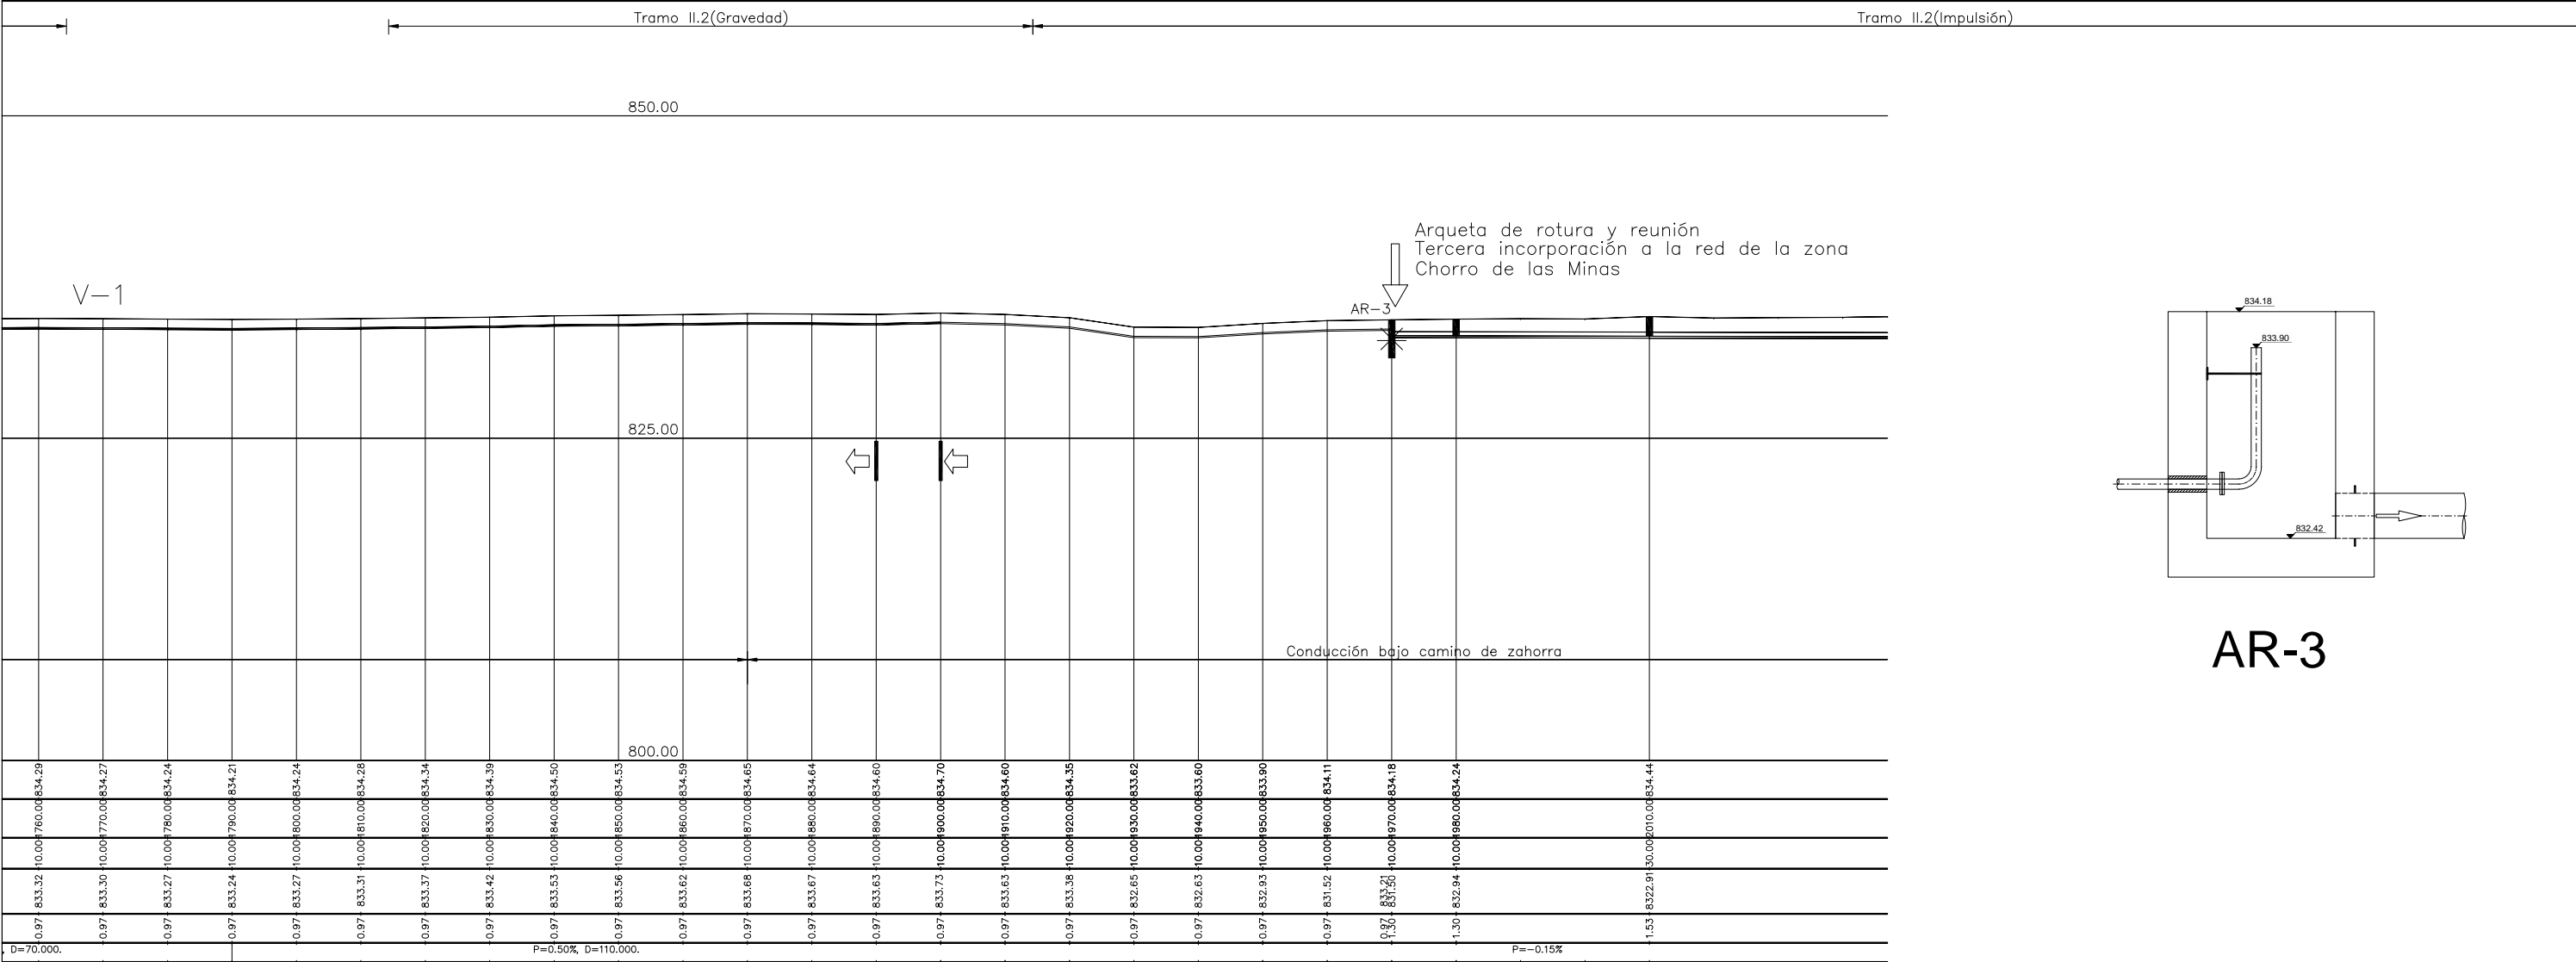 Tramo II.2(Gravedad)
Tramo II.2(Impulsión)
850.00
Arqueta de rotura y reunión
Tercera incorporación a la red de la zona
Chorro de las Minas
V-1
AR-3
834.18
833.90
825.00
832.42
Conducción bajo camino de zahorra
AR-3
800.00
834.29 834.27 834.24 834.21 834.24 834.28 834.34 834.39 834.50 834.53 834.59 834.65 834.64 834.60 834.70 834.60 834.35 833.62 833.60 833.90 834.11 834.18 834.24 834.44
1760.00 1770.00 1780.00 1790.00 1800.00 1810.00 1820.00 1830.00 1840.00 1850.00 1860.00 1870.00 1880.00 1890.00 1900.00 1910.00 1920.00 1930.00 1940.00 1950.00 1960.00 1970.00 1980.00 2010.00
10.00 10.00 10.00 10.00 10.00 10.00 10.00 10.00 10.00 10.00 10.00 10.00 10.00 10.00 10.00 10.00 10.00 10.00 10.00 10.00 10.00 10.00 10.00 30.00
833.32 833.30 833.27 833.24 833.27 833.31 833.37 833.42 833.53 833.56 833.62 833.68 833.67 833.63 833.73 833.63 833.38 832.65 832.63 832.93 831.52 833.21 831.50 832.94 8322.91
0.97 0.97 0.97 0.97 0.97 0.97 0.97 0.97 0.97 0.97 0.97 0.97 0.97 0.97 0.97 0.97 0.97 0.97 0.97 0.97 0.97 0.97 1.30 1.30 1.53
, D=70.000.
P=0.50%, D=110.000.
P=-0.15%